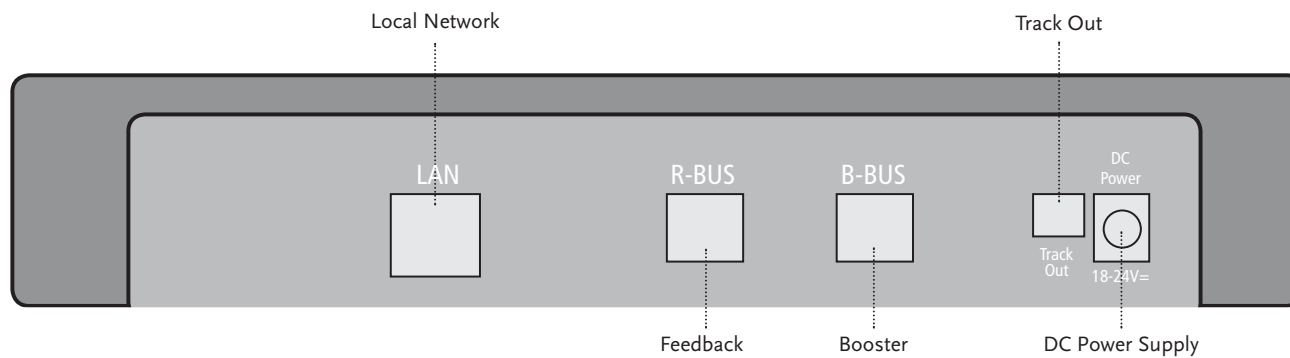 Local Network
Track Out
LAN
R-BUS
B-BUS
DC
Power
Track
Out
18-24V=
Feedback
Booster
DC Power Supply